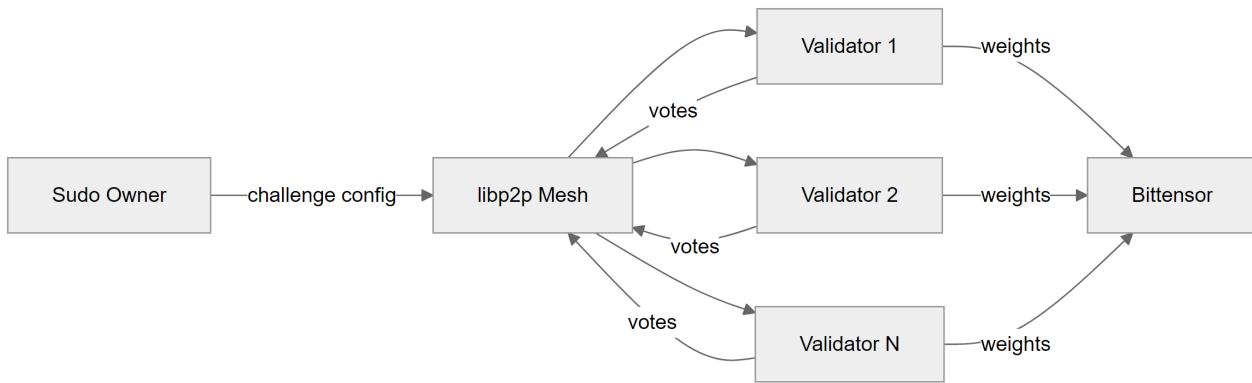 Validator 1
weights
votes
Sudo Owner
challenge config
libp2p Mesh
Validator 2
weights
Bittensor
votes
votes
Validator N
weights